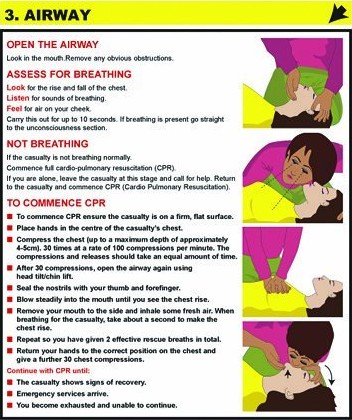 3. AIRWAY
OPEN THE AIRWAY
Look in the mouth.Remove any obvious obstructions.
ASSESS FOR BREATHING
Look for the rise and fall of the chest.
Listen for sounds of breathing.
Feel for air on your cheek.
Carry this out for up to 10 seconds. If breathing is present go straight
to the unconsciousness section.
NOT BREATHING
If the casualty is not breathing normally.
Commence full cardio-pulmonary resuscitation (CPR).
If you are alone, leave the casualty at this stage and call for help. Return
to the casualty and commence CPR (Cardio Pulmonary Resuscitation).
TO COMMENCE CPR
■ To commence CPR ensure the casualty is on a firm, flat surface.
■ Place hands in the centre of the casualty's chest.
■ Compress the chest (up to a maximum depth of approximately
4-5cm). 30 times at a rate of 100 compressions per minute. The
compressions and releases should take an equal amount of time.
■ After 30 compressions, open the airway again using
head tilt/chin lift.
■ Seal the nostrils with your thumb and forefinger.
■ Blow steadily into the mouth until you see the chest rise.
■ Remove your mouth to the side and inhale some fresh air. When
breathing for the casualty, take about a second to make the
chest rise.
■ Repeat so you have given 2 effective rescue breaths in total.
■ Return your hands to the correct position on the chest and
give a further 30 chest compressions.
Continue with CPR until:
■ The casualty shows signs of recovery.
■ Emergency services arrive.
■ You become exhausted and unable to continue.